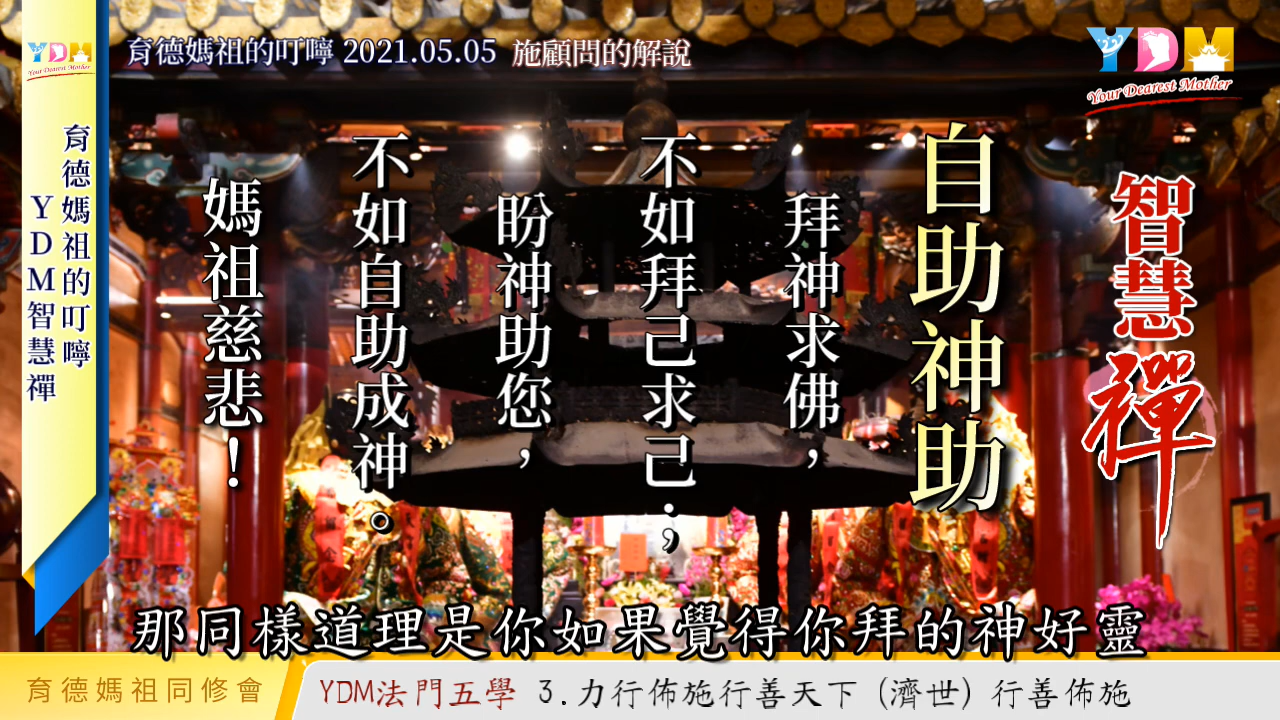 育德媽祖的叮嚀 2021.05.05 施顧問的解說
YDM
Your Dearest Mother
YDM
Your Dearest Mother
育德媽祖的叮嚀
YDM智慧禪
智慧禪
自助神助
拜神求佛，
不如拜己求己；
盼神助您，
不如自助成神。
媽祖慈悲！
那同樣道理是你如果覺得你拜的神好靈
育德媽祖同修會
YDM法門五學 3.力行佈施行善天下 (濟世) 行善佈施